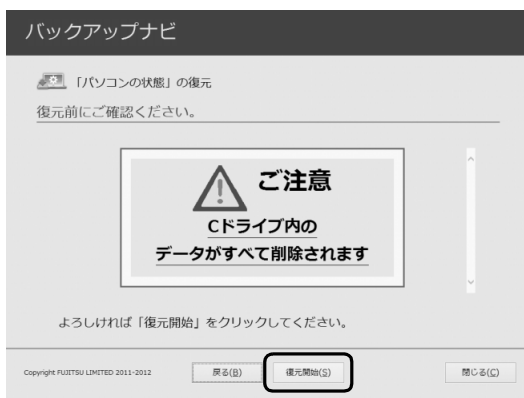 バックアップナビ
「パソコンの状態」の復元
復元前にご確認ください。
ご注意
Cドライブ内の
データがすべて削除されます
よろしければ「復元開始」をクリックしてください。
Copyright FUJITSU LIMITED 2011-2012 戻る(B) 復元開始(S) 閉じる(C)